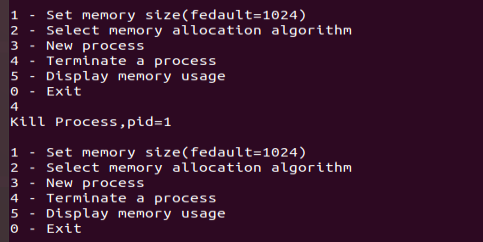 1 - Set memory size(fedault=1024)
2 - Select memory allocation algorithm
3 - New process
4 - Terminate a process
5 - Display memory usage
0 - Exit
4
Kill Process,pid=1
1 - Set memory size(fedault=1024)
2 - Select memory allocation algorithm
3 - New process
4 - Terminate a process
5 - Display memory usage
0 - Exit